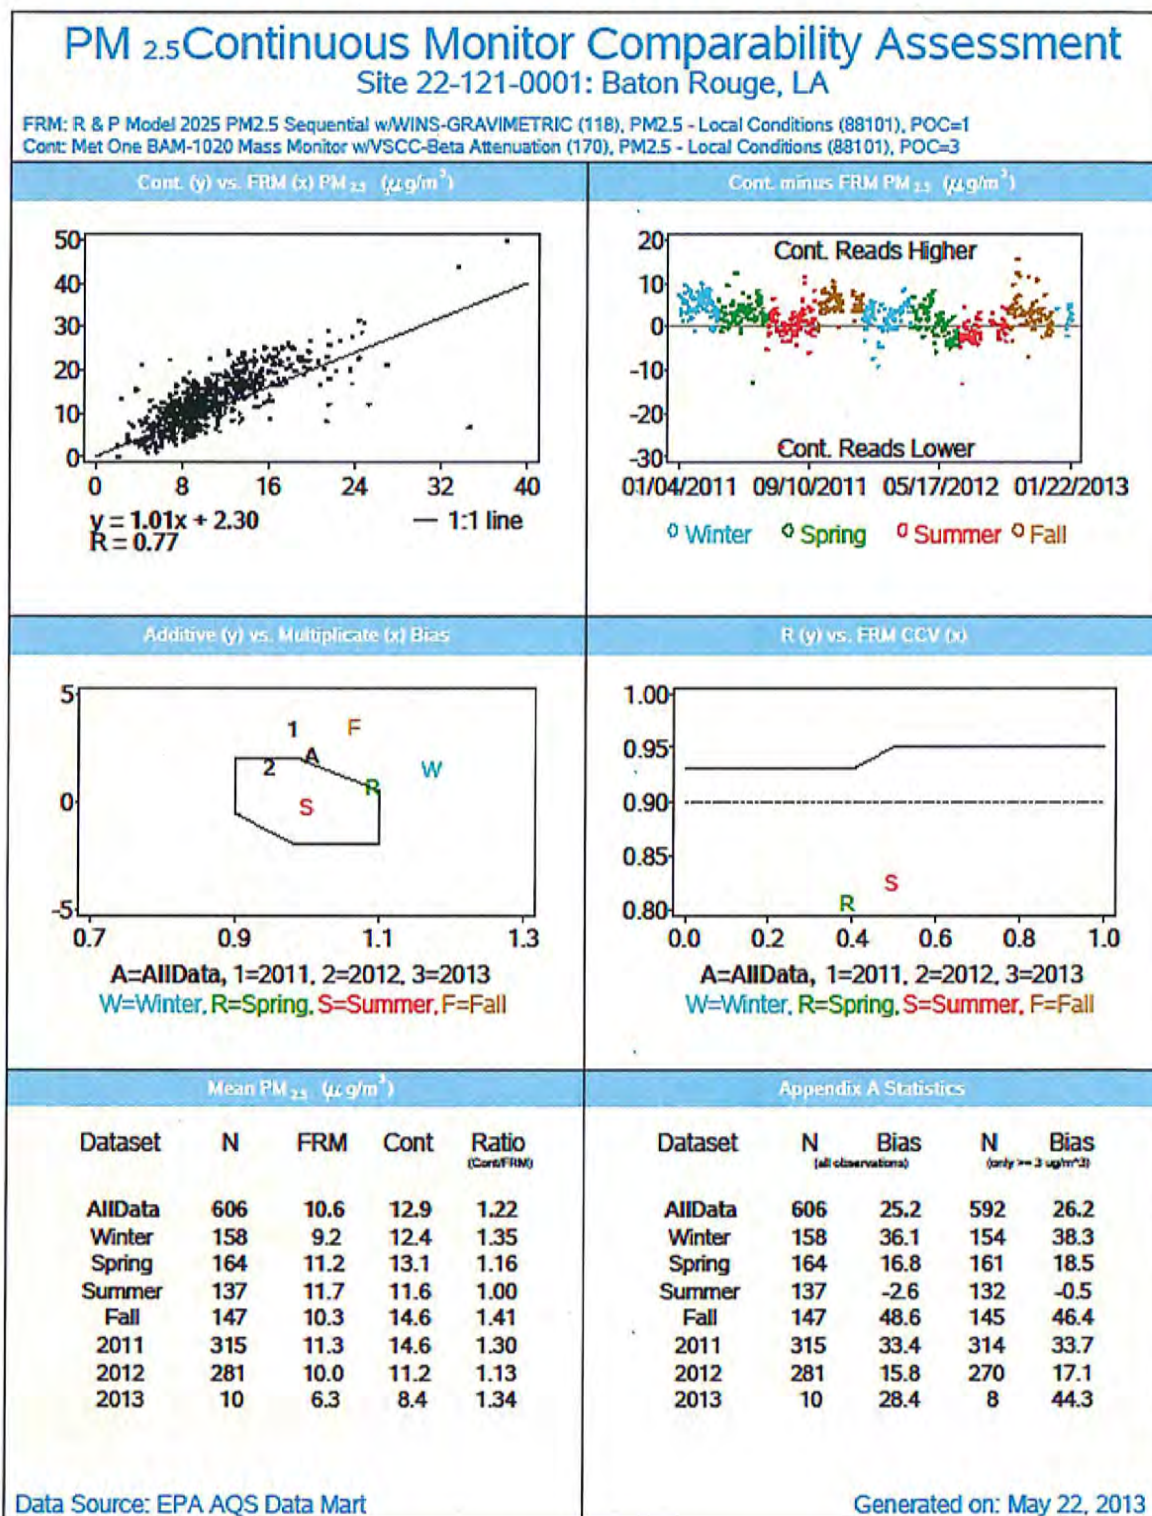 PM 2.5 Continuous Monitor Comparability Assessment
Site 22-121-0001: Baton Rouge, LA
FRM: R & P Model 2025 PM2.5 Sequential w/WINS-GRAVIMETRIC (118), PM2.5 - Local Conditions (88101), POC=1
Cont: Met One BAM-1020 Mass Monitor w/VSCC-Beta Attenuation (170), PM2.5 - Local Conditions (88101), POC=3
Cont. (y) vs. FRM (x) PM 2.5 (μg/m³)
50
40
30
20
10
0
0 8 16 24 32 40
y = 1.01x + 2.30
R = 0.77
— 1:1 line
Cont. minus FRM PM 2.5 (μg/m³)
20
10
0
-10
-20
-30
Cont. Reads Higher
Cont. Reads Lower
01/04/2011 09/10/2011 05/17/2012 01/22/2013
Winter Spring Summer Fall
Additive (y) vs. Multiplicate (x) Bias
5
0
-5
1 F
2 A W
R
S
0.7 0.9 1.1 1.3
A=AllData, 1=2011, 2=2012, 3=2013
W=Winter, R=Spring, S=Summer, F=Fall
R (y) vs. FRM CCV (x)
1.00
0.95
0.90
0.85
0.80
S
R
0.0 0.2 0.4 0.6 0.8 1.0
A=AllData, 1=2011, 2=2012, 3=2013
W=Winter, R=Spring, S=Summer, F=Fall
Mean PM 2.5 (μg/m³)
Dataset N FRM Cont Ratio
(Cont/FRM)
AllData 606 10.6 12.9 1.22
Winter 158 9.2 12.4 1.35
Spring 164 11.2 13.1 1.16
Summer 137 11.7 11.6 1.00
Fall 147 10.3 14.6 1.41
2011 315 11.3 14.6 1.30
2012 281 10.0 11.2 1.13
2013 10 6.3 8.4 1.34
Appendix A Statistics
Dataset N Bias N Bias
(all observations) (only >= 3 ug/m^3)
AllData 606 25.2 592 26.2
Winter 158 36.1 154 38.3
Spring 164 16.8 161 18.5
Summer 137 -2.6 132 -0.5
Fall 147 48.6 145 46.4
2011 315 33.4 314 33.7
2012 281 15.8 270 17.1
2013 10 28.4 8 44.3
Data Source: EPA AQS Data Mart
Generated on: May 22, 2013